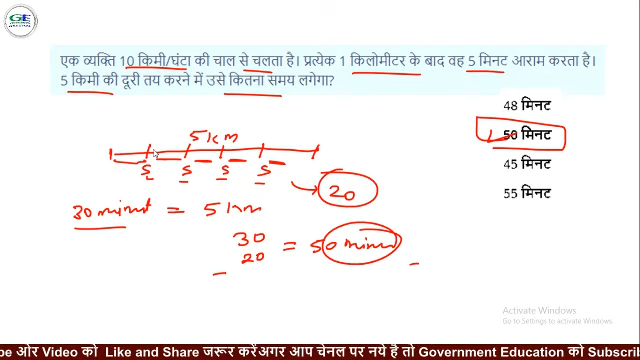 GE
एक व्यक्ति 10 किमी/घंटा की चाल से चलता है। प्रत्येक 1 किलोमीटर के बाद वह 5 मिनट आराम करता है।
5 किमी की दूरी तय करने में उसे कितना समय लगेगा?
48 मिनट
50 मिनट
45 मिनट
55 मिनट
5 km
5 5 5 5
20
30 minut = 5 km
30
20
= 50 minut
Activate Windows
Go to Settings to activate Windows.
be ओर Video को Like and Share जरूर करेंअगर आप चेनल पर नये है तो Government Education को Subscri